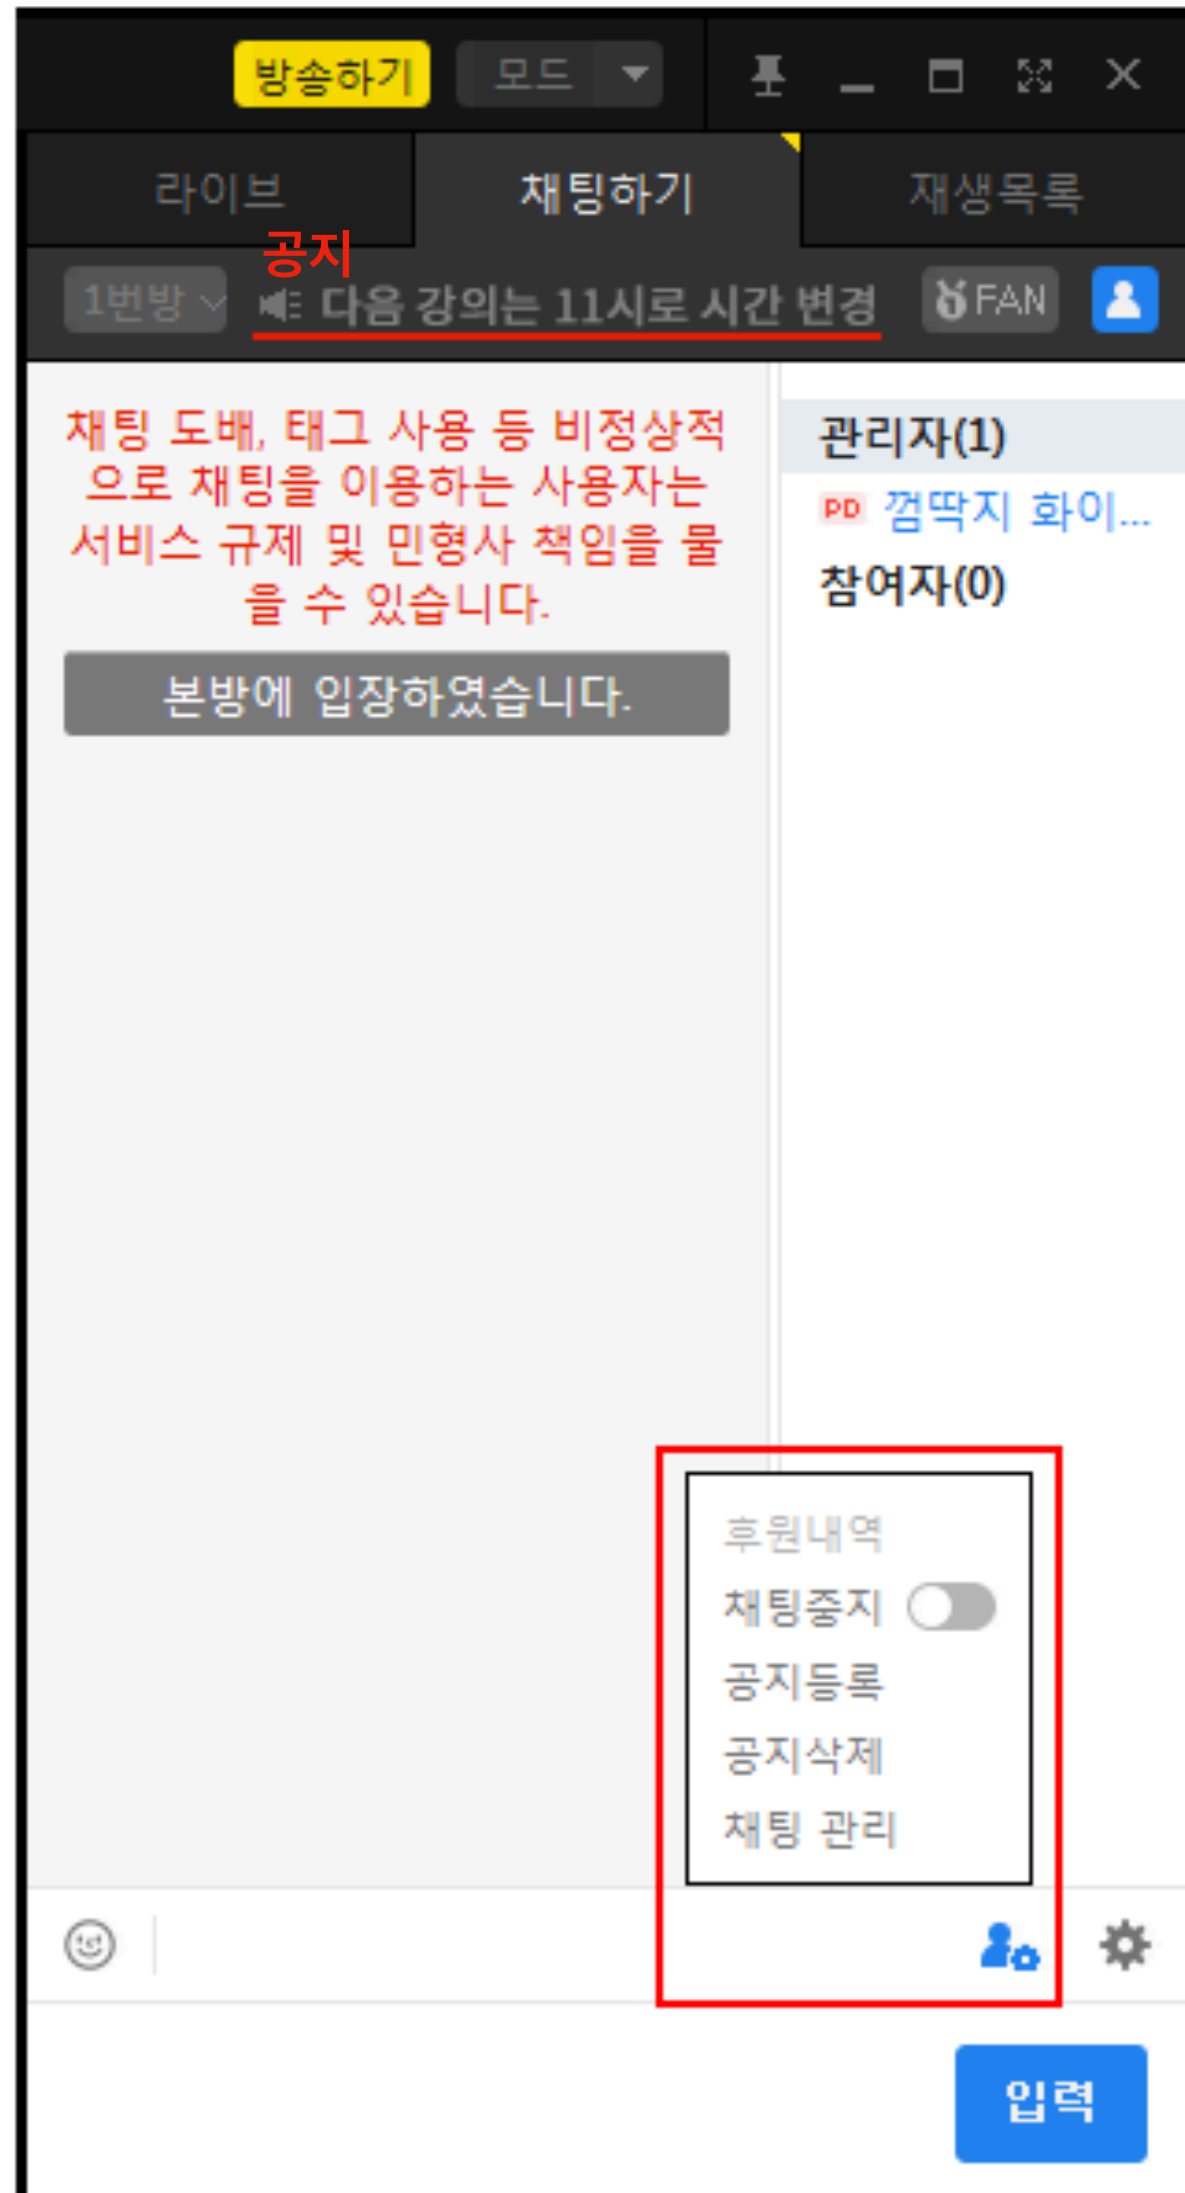 방송하기 모드
라이브 채팅하기 재생목록
공지
1번방 다음 강의는 11시로 시간 변경 FAN
채팅 도배, 태그 사용 등 비정상적
으로 채팅을 이용하는 사용자는
서비스 규제 및 민형사 책임을 물
을 수 있습니다.
본방에 입장하였습니다.
관리자(1)
PD 껌딱지 화이...
참여자(0)
후원내역
채팅중지
공지등록
공지삭제
채팅 관리
입력